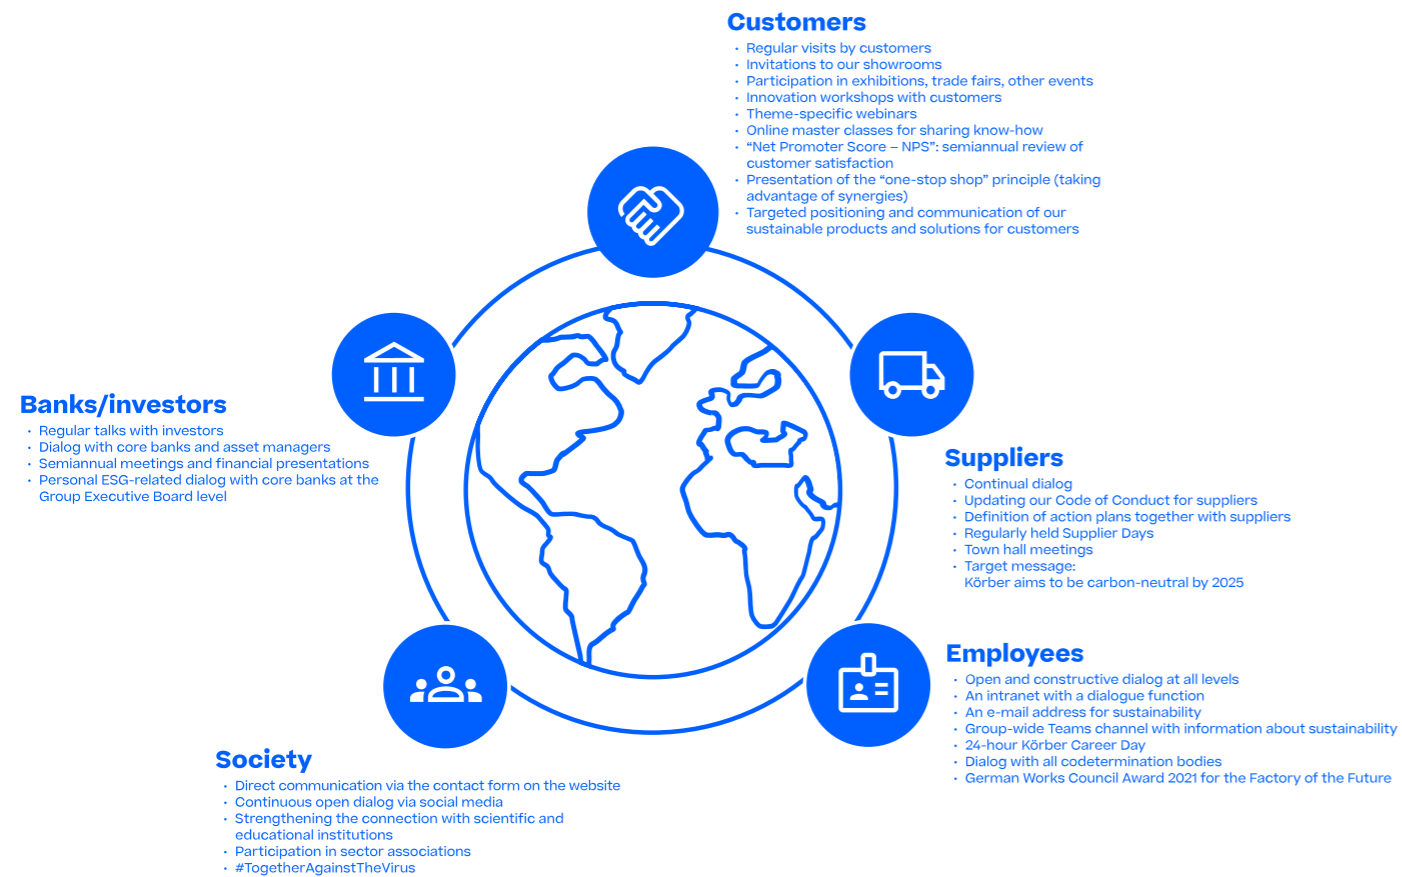 Customers
• Regular visits by customers
• Invitations to our showrooms
• Participation in exhibitions, trade fairs, other events
• Innovation workshops with customers
• Theme-specific webinars
• Online master classes for sharing know-how
• “Net Promoter Score – NPS”: semiannual review of
customer satisfaction
• Presentation of the “one-stop shop” principle (taking
advantage of synergies)
• Targeted positioning and communication of our
sustainable products and solutions for customers
Banks/investors
• Regular talks with investors
• Dialog with core banks and asset managers
• Semiannual meetings and financial presentations
• Personal ESG-related dialog with core banks at the
Group Executive Board level
Suppliers
• Continual dialog
• Updating our Code of Conduct for suppliers
• Definition of action plans together with suppliers
• Regularly held Supplier Days
• Town hall meetings
• Target message:
Körber aims to be carbon-neutral by 2025
Employees
• Open and constructive dialog at all levels
• An intranet with a dialogue function
• An e-mail address for sustainability
• Group-wide Teams channel with information about sustainability
• 24-hour Körber Career Day
• Dialog with all codetermination bodies
• German Works Council Award 2021 for the Factory of the Future
Society
• Direct communication via the contact form on the website
• Continuous open dialog via social media
• Strengthening the connection with scientific and
educational institutions
• Participation in sector associations
• #TogetherAgainstTheVirus